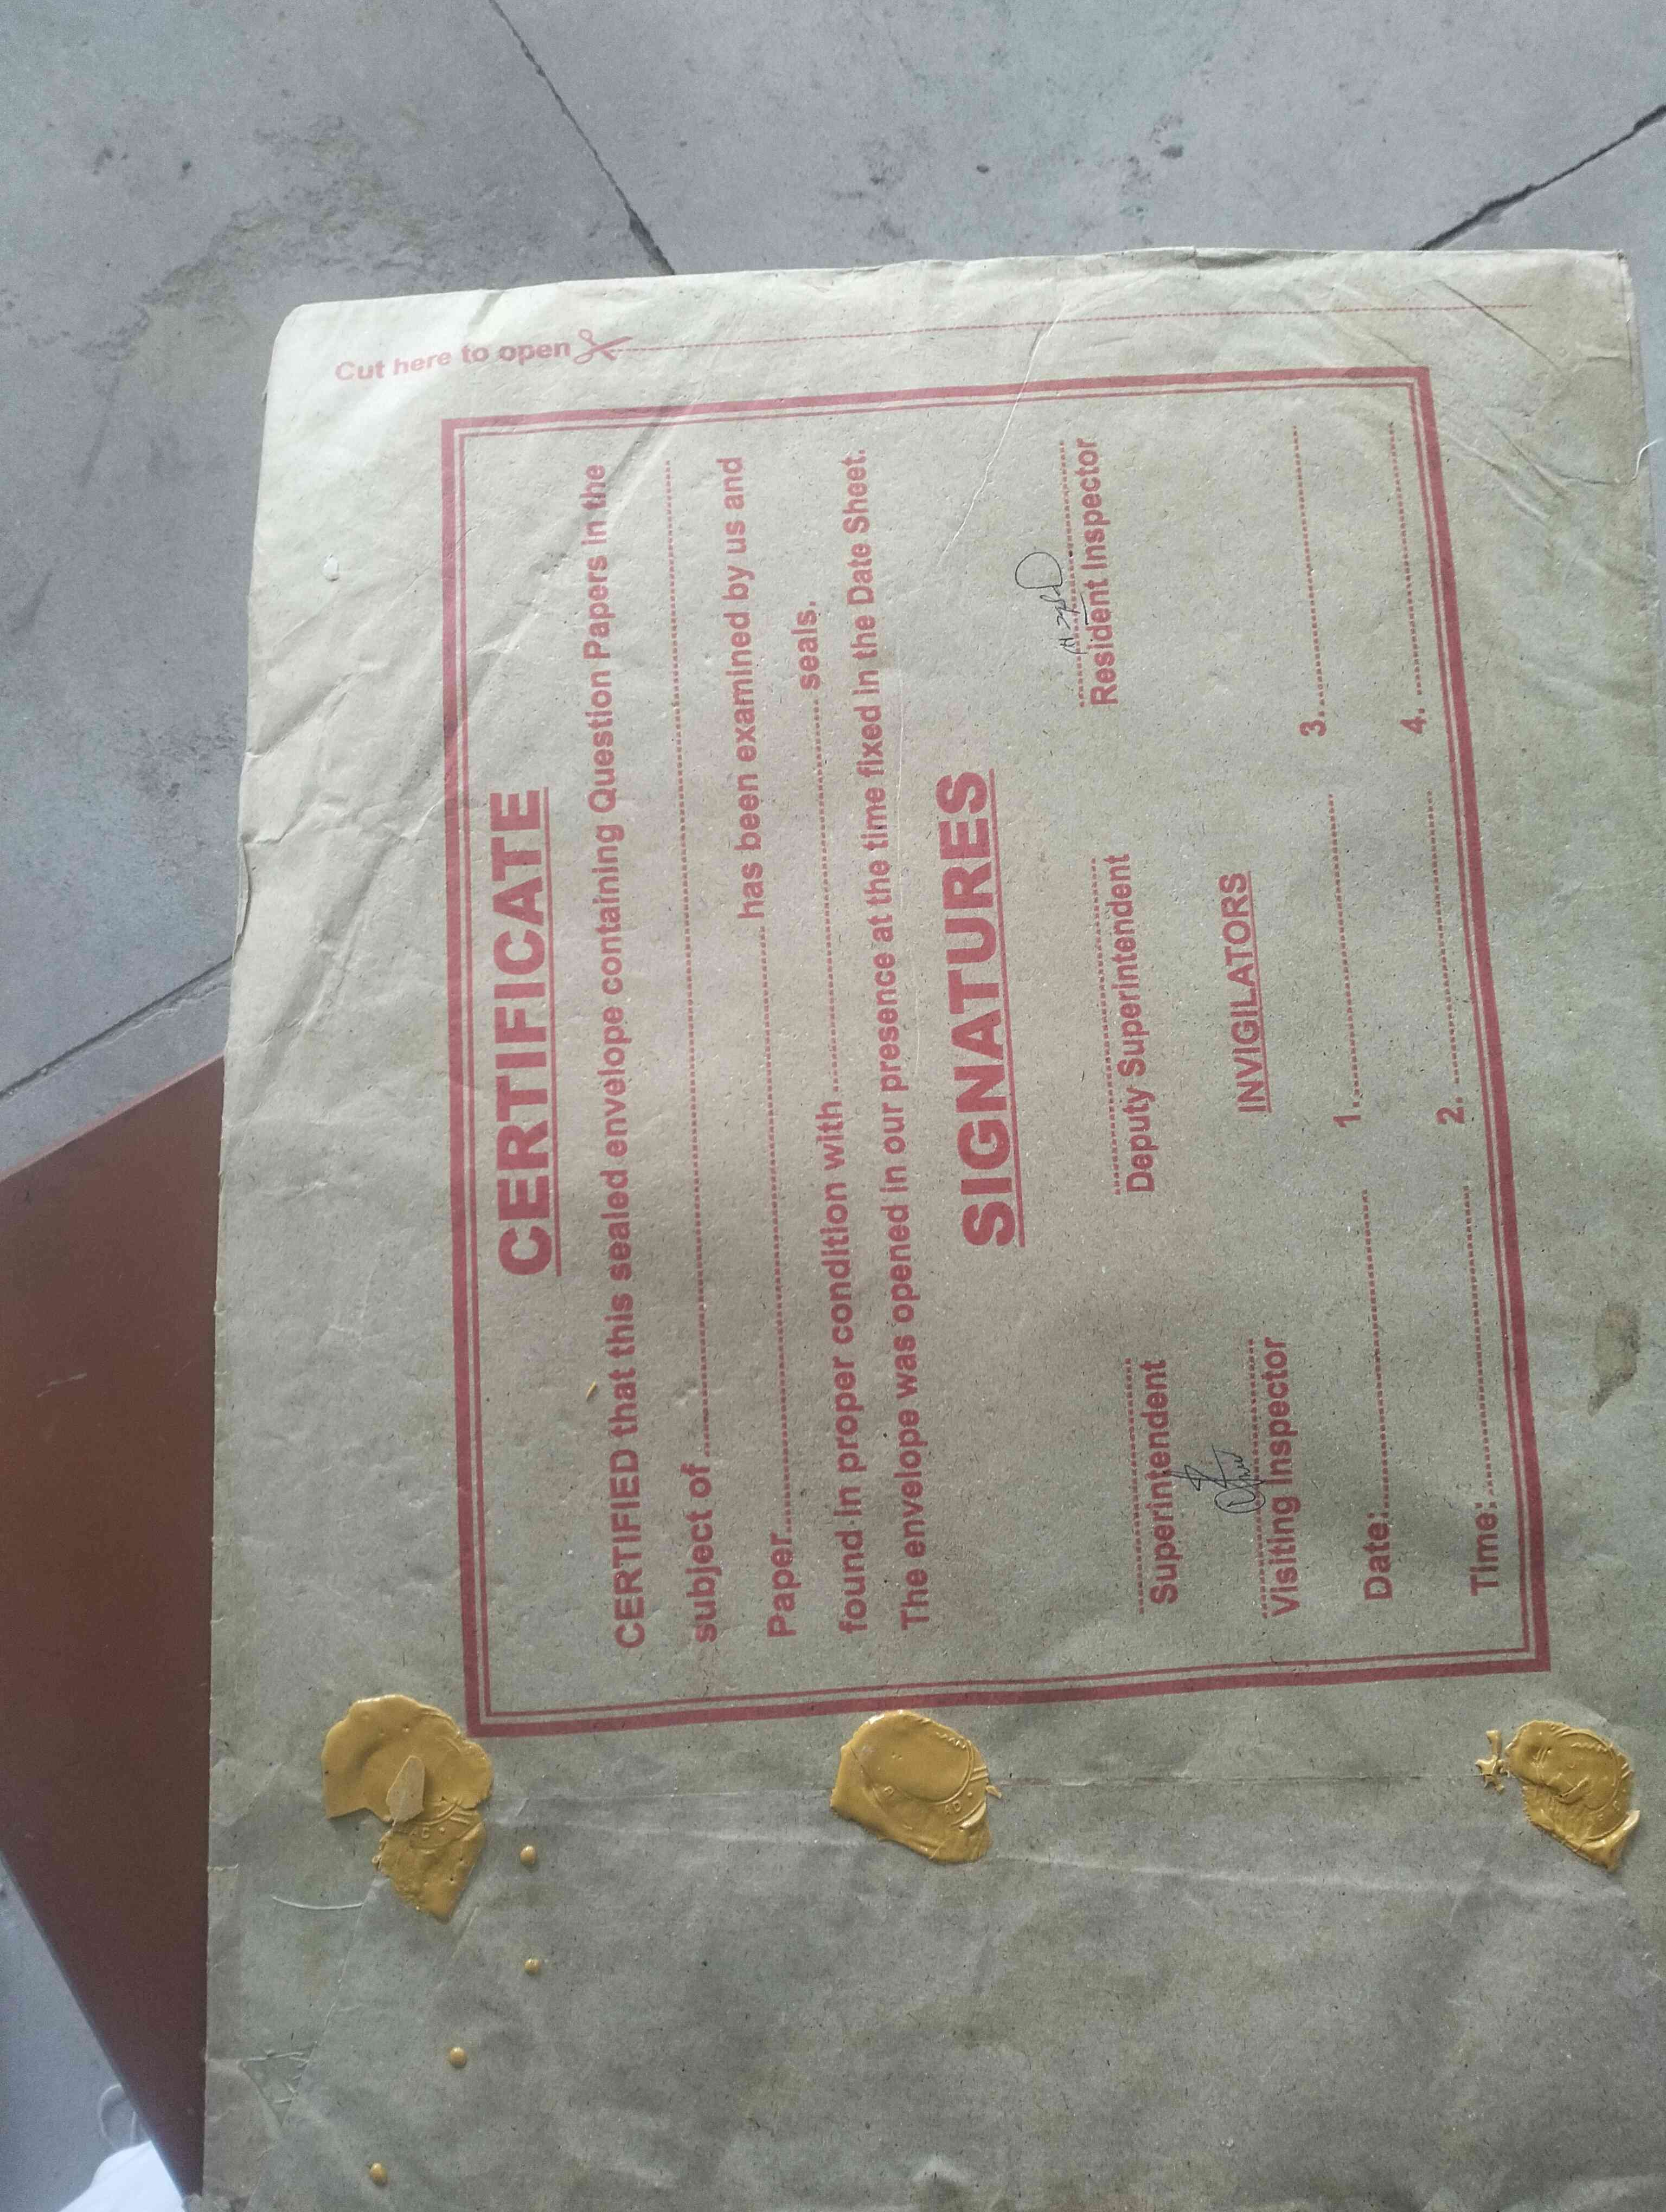 Cut here to open
CERTIFICATE
CERTIFIED that this sealed envelope containing Question Papers in the
subject of
Paper has been examined by us and
found in proper condition with seals.
The envelope was opened in our presence at the time fixed in the Date Sheet.
SIGNATURES
Superintendent Deputy Superintendent Resident Inspector
Visiting Inspector INVIGILATORS
Date: 1. 3.
Time: 2. 4.